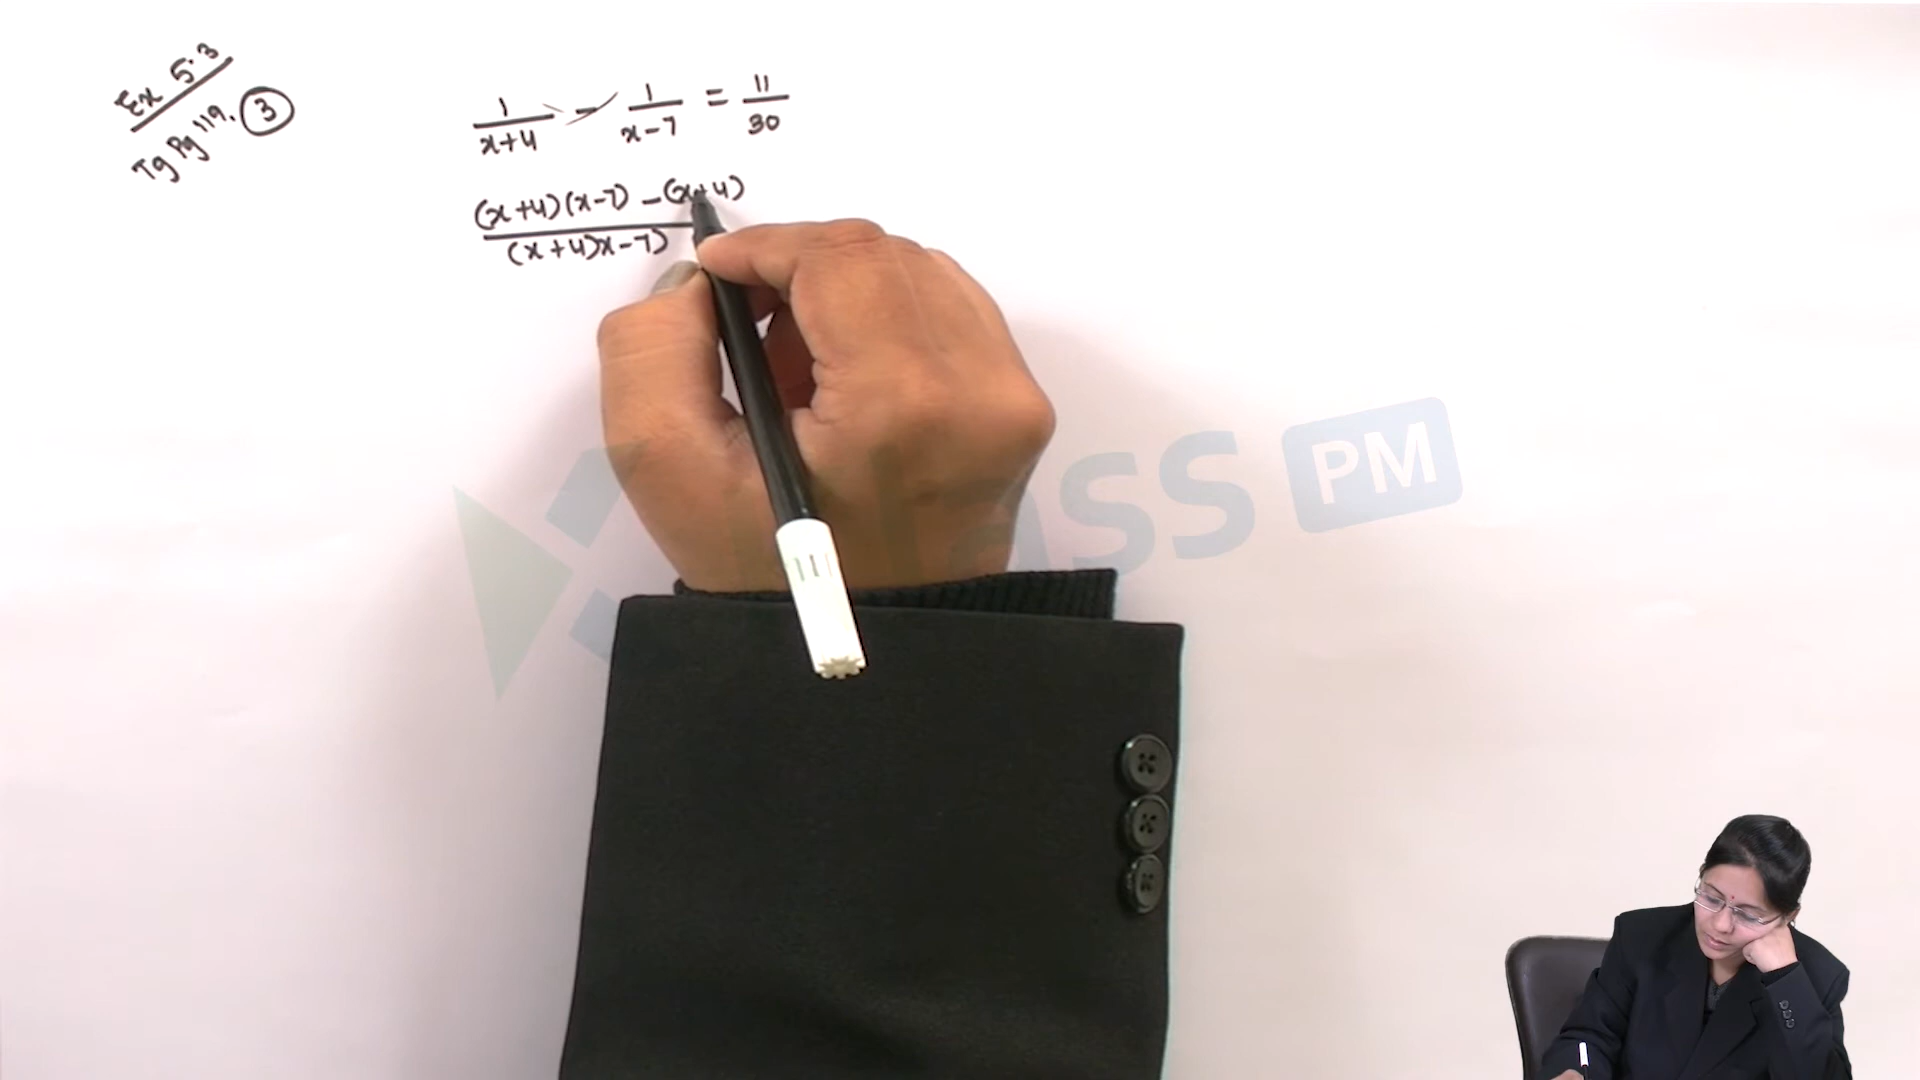 Ex 5.3
Tg Pg 119. 3
1/(x+4) - 1/(x-7) = 11/30
(x+4)(x-7) - (x+4)
(x+4)x-7)
PM